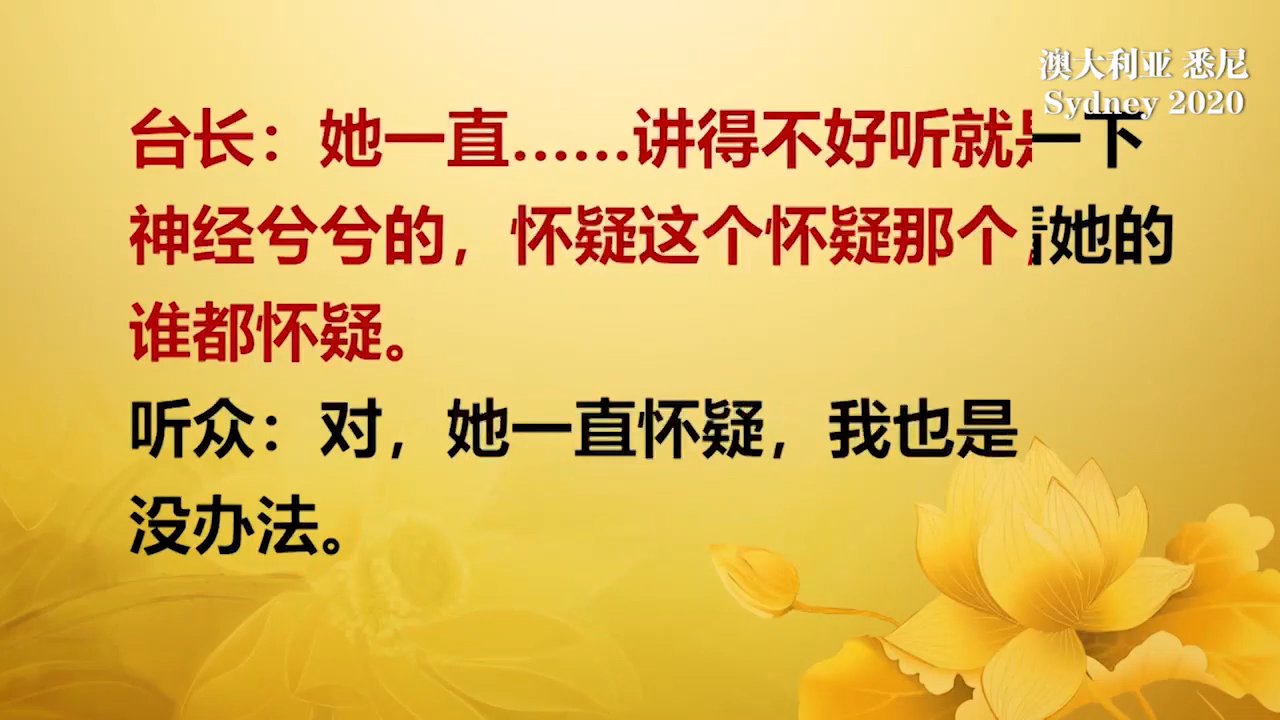 澳大利亚 悉尼
Sydney 2020
台长：她一直……讲得不好听就是一下
神经兮兮的，怀疑这个怀疑那个 她的
谁都怀疑。
听众：对，她一直怀疑，我也是
没办法。